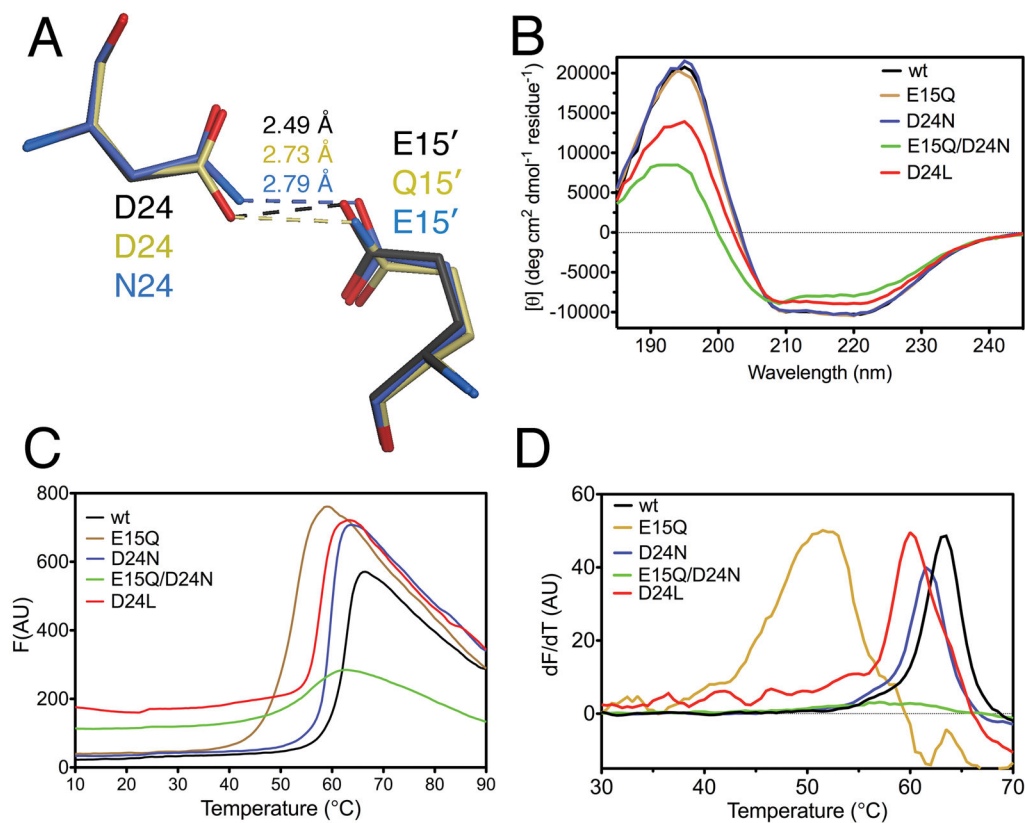 A
2.49 Å
2.73 Å
2.79 Å
E15′
Q15′
E15′
D24
D24
N24
B
[θ] (deg cm² dmol⁻¹ residue⁻¹)
20000
15000
10000
5000
0
-5000
-10000
wt
E15Q
D24N
E15Q/D24N
D24L
190 200 210 220 230 240
Wavelength (nm)
C
F(AU)
800
600
400
200
0
wt
E15Q
D24N
E15Q/D24N
D24L
10 20 30 40 50 60 70 80 90
Temperature (°C)
D
dF/dT (AU)
60
40
20
0
wt
E15Q
D24N
E15Q/D24N
D24L
30 40 50 60 70
Temperature (°C)